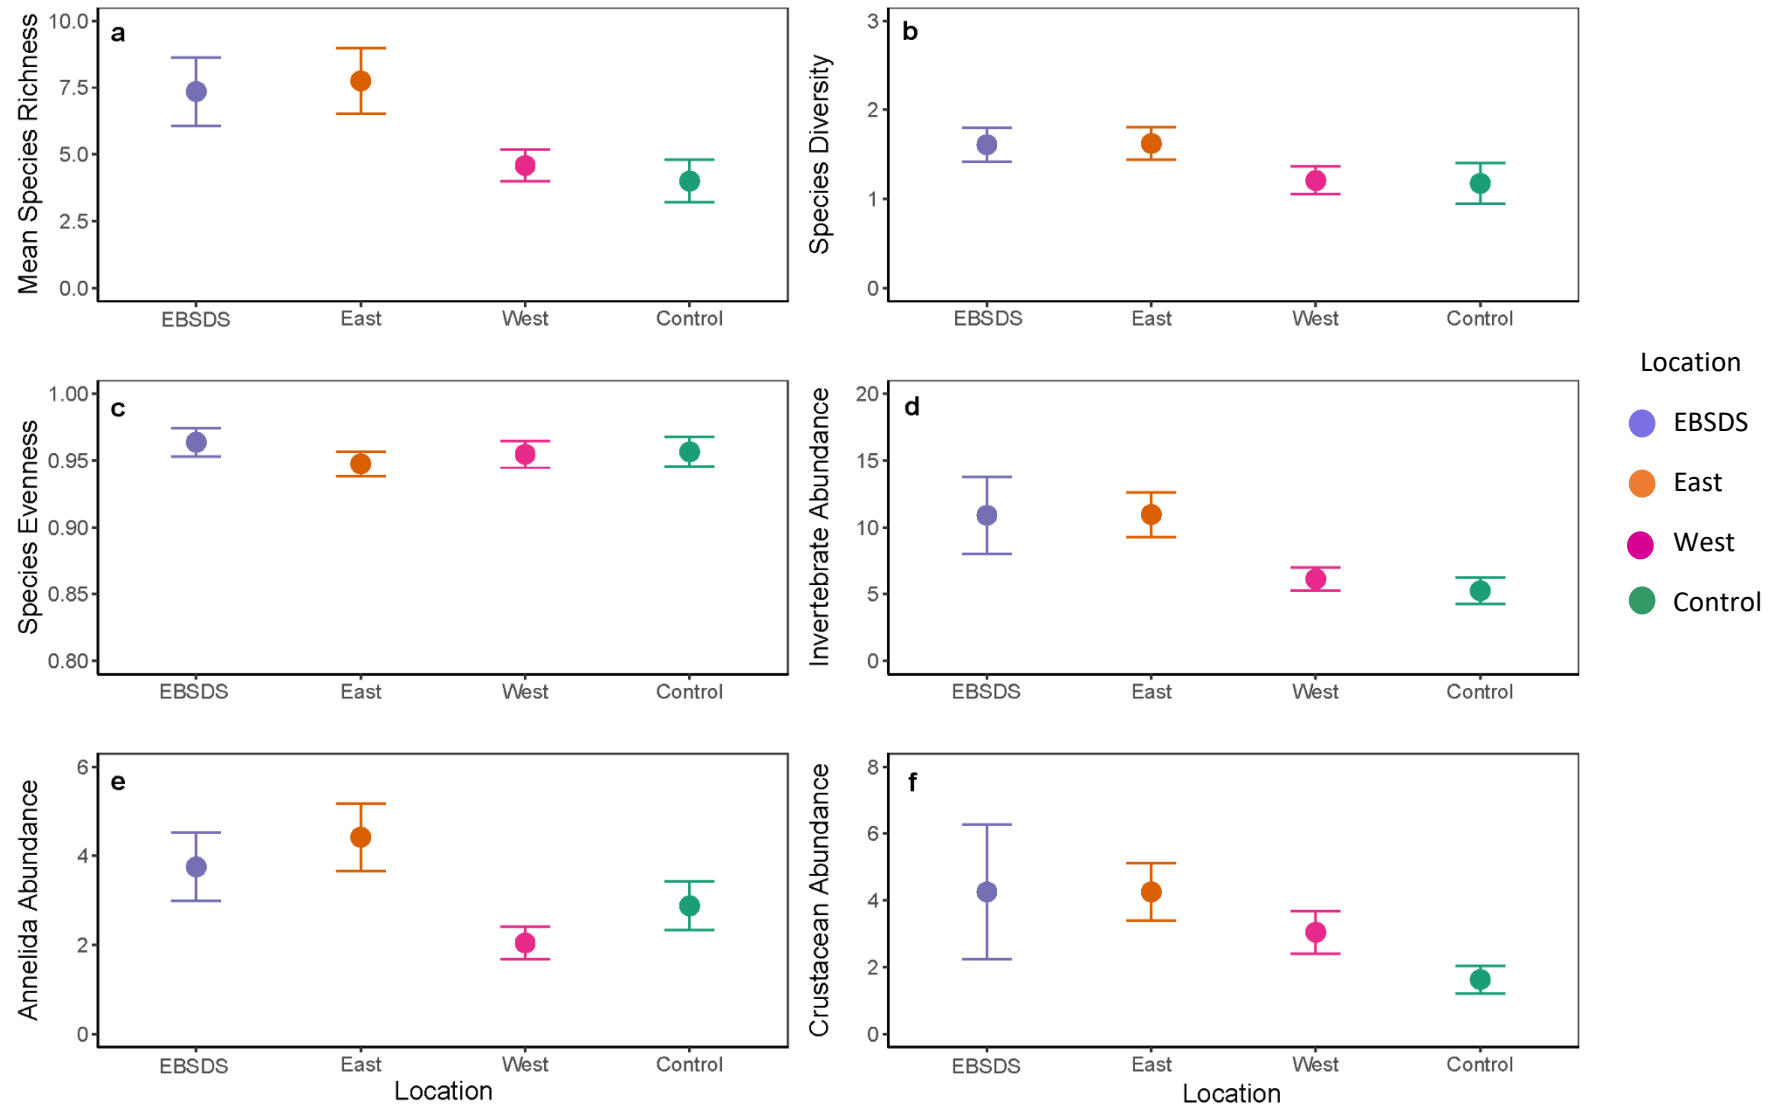 a
Mean Species Richness
10.0
7.5
5.0
2.5
0.0
EBSDS East West Control
b
Species Diversity
3
2
1
0
EBSDS East West Control
c
Species Evenness
1.00
0.95
0.90
0.85
0.80
EBSDS East West Control
d
Invertebrate Abundance
20
15
10
5
0
EBSDS East West Control
Location
EBSDS
East
West
Control
e
Annelida Abundance
6
4
2
0
EBSDS East West Control
Location
f
Crustacean Abundance
8
6
4
2
0
EBSDS East West Control
Location